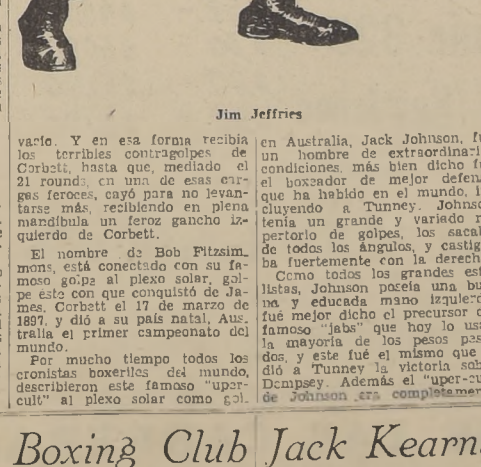 Jim Jeffries
vario. Y en esa forma recibia
los terribles contragolpes de
Corbett, hasta que, mediado el
21 rounds, en una de esas car-
gas feroces, cayó para no levan-
tarse más, recibiendo en plena
mandíbula un feroz gancho iz-
quierdo de Corbett.
El nombre de Bob Fitzsim-
mons, está conectado con su fa-
moso golpe al plexo solar, gol-
pe éste con que conquistó de Ja-
mes. Corbett el 17 de marzo de
1897, y dió a su país natal, Aus-
tralia el primer campeonato del
mundo.
Por mucho tiempo todos los
cronistas boxeriles del mundo,
describieron este famoso "uper-
cult" al plexo solar como gol-
en Australia, Jack Johnson, f
un hombre de extraordinari
condiciones, más bien dicho f
el boxeador de mejor defen
que ha habido en el mundo, i
cluyendo a Tunney. Johnso
tenía un grande y variado r
pertorio de golpes, los sacal
de todos los ángulos, y castig
ba fuertemente con la derech
Como todos los grandes est
listas, Johnson poseía una bu
na y educada mano izquierd
fué mejor dicho el precursor d
famoso "jabs" que hoy lo usa
la mayoría de los pesos pes
dos, y este fué el mismo que
dió a Tunney la victoria sob
Dempsey. Además el "uper-cu
de Johnson era completamen
Boxing Club
Jack Kearn